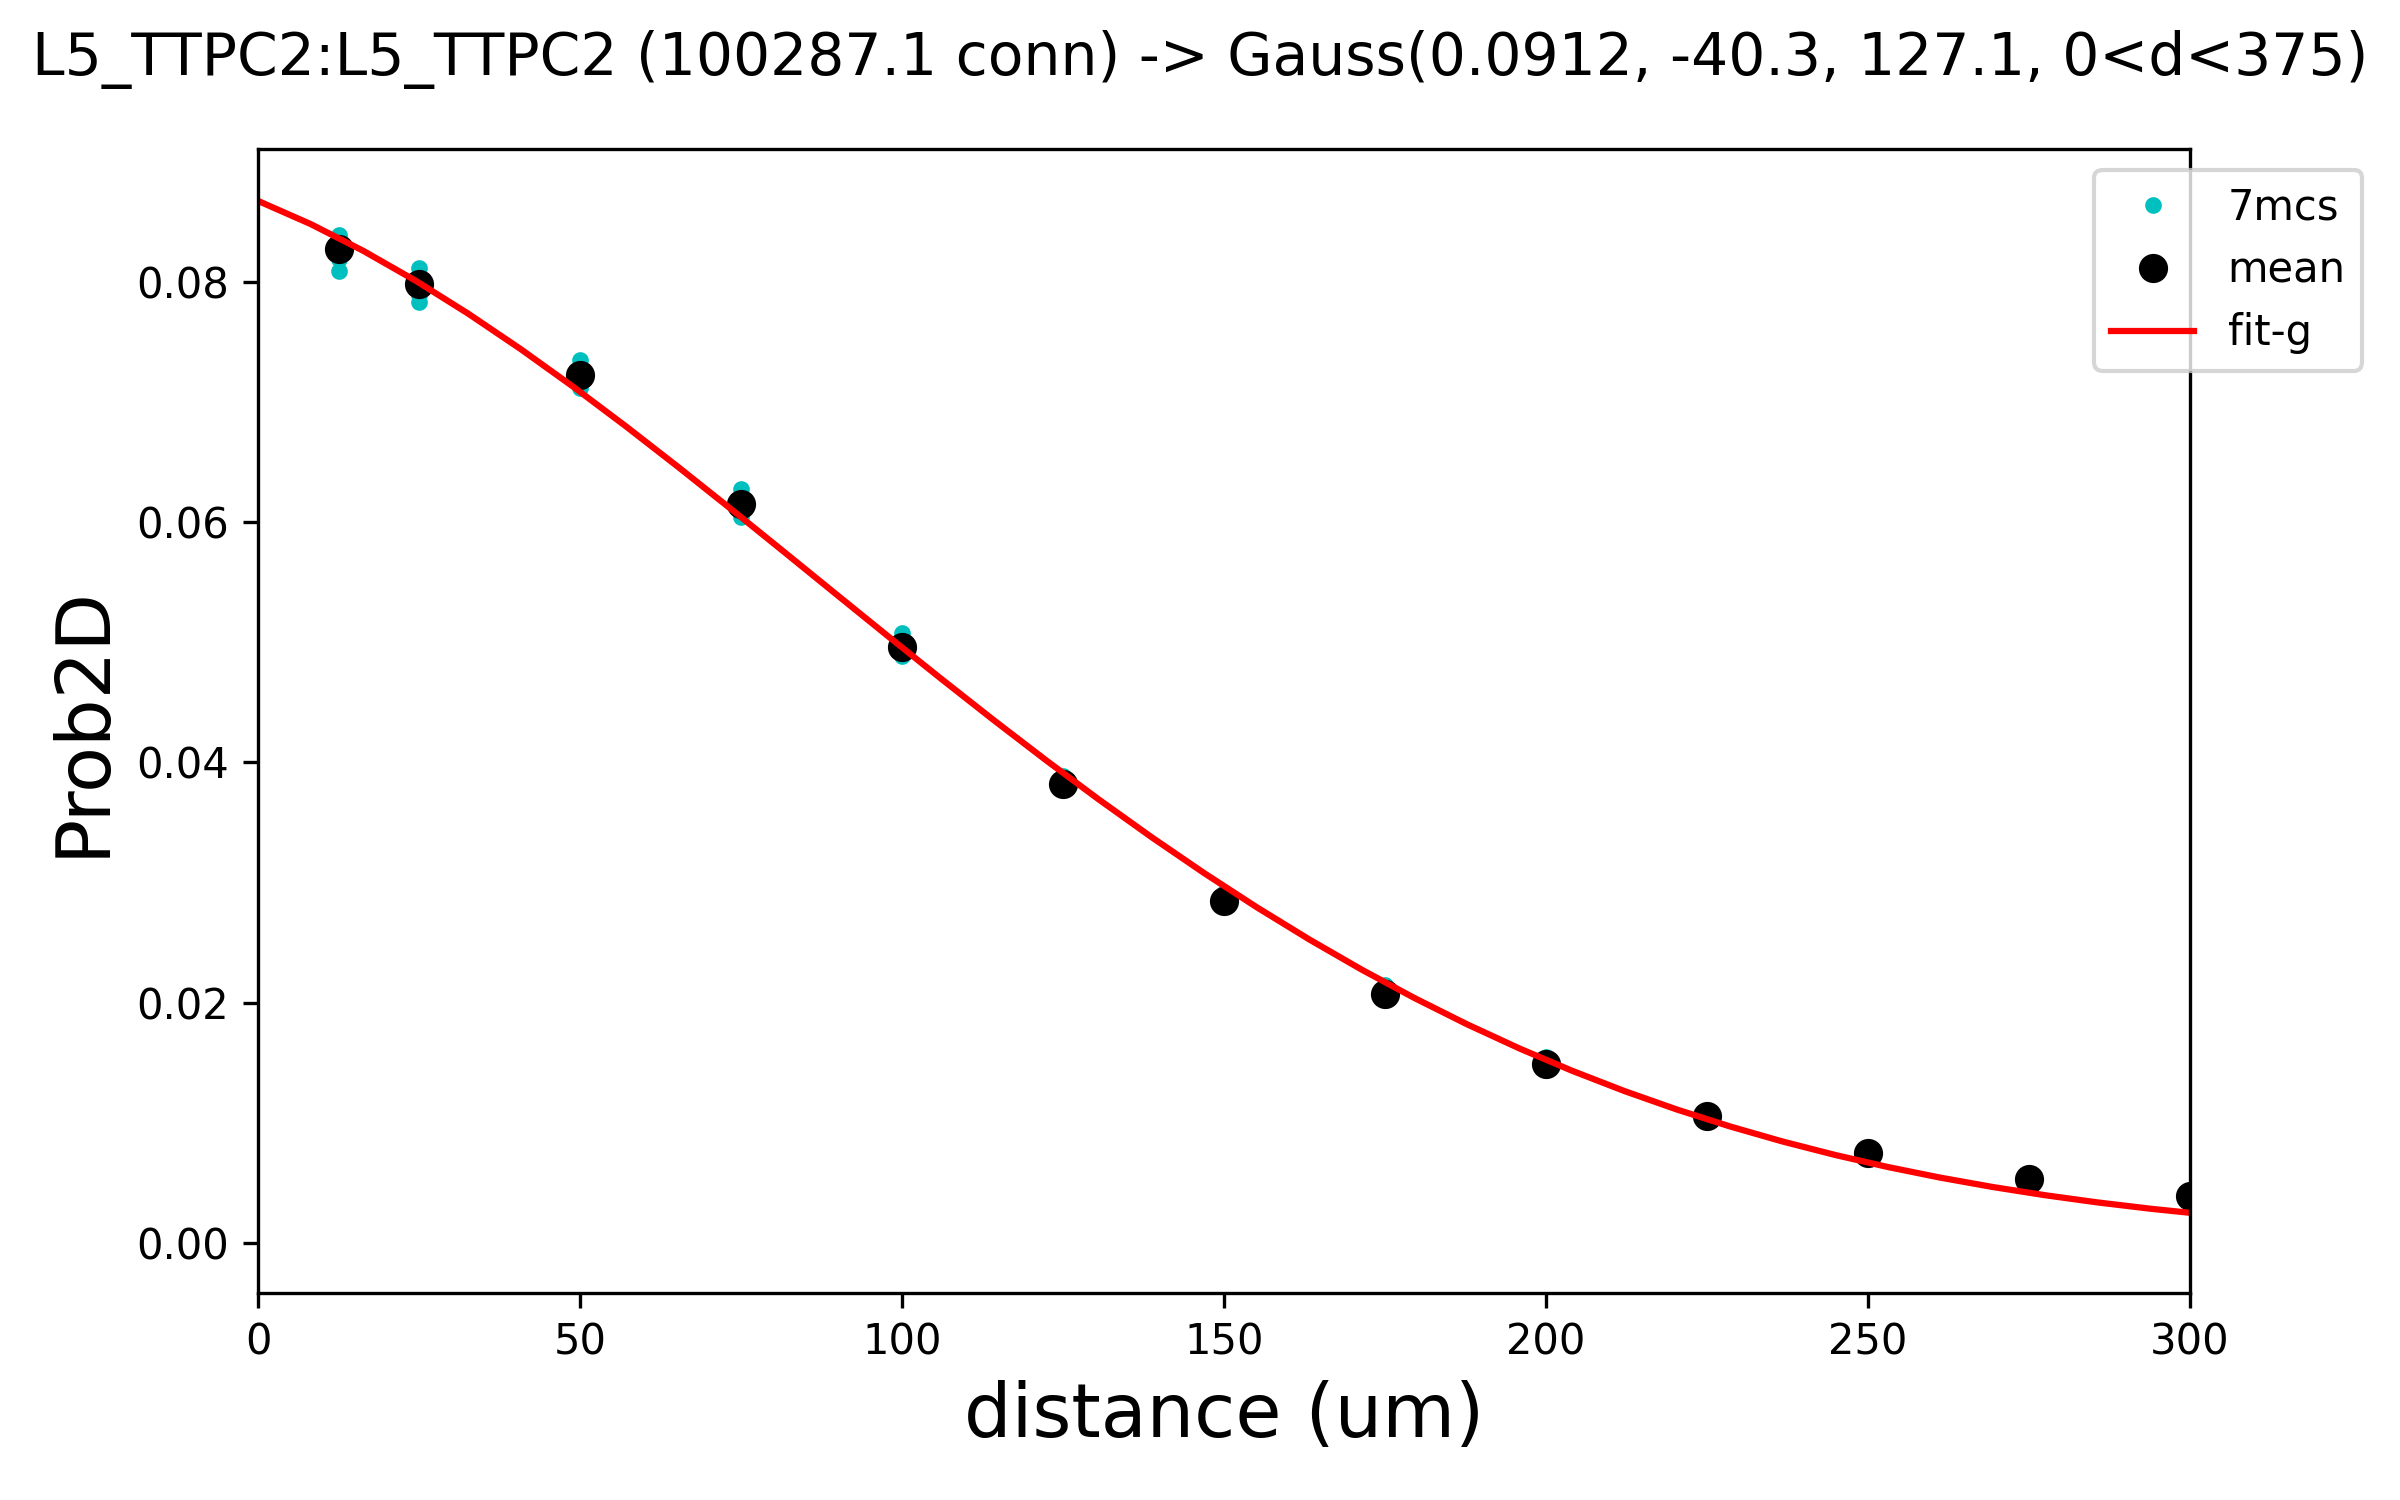 L5_TTPC2:L5_TTPC2 (100287.1 conn) -> Gauss(0.0912, -40.3, 127.1, 0<d<375)
7mcs
mean
fit-g
Prob2D
0.08
0.06
0.04
0.02
0.00
0 50 100 150 200 250 300
distance (um)